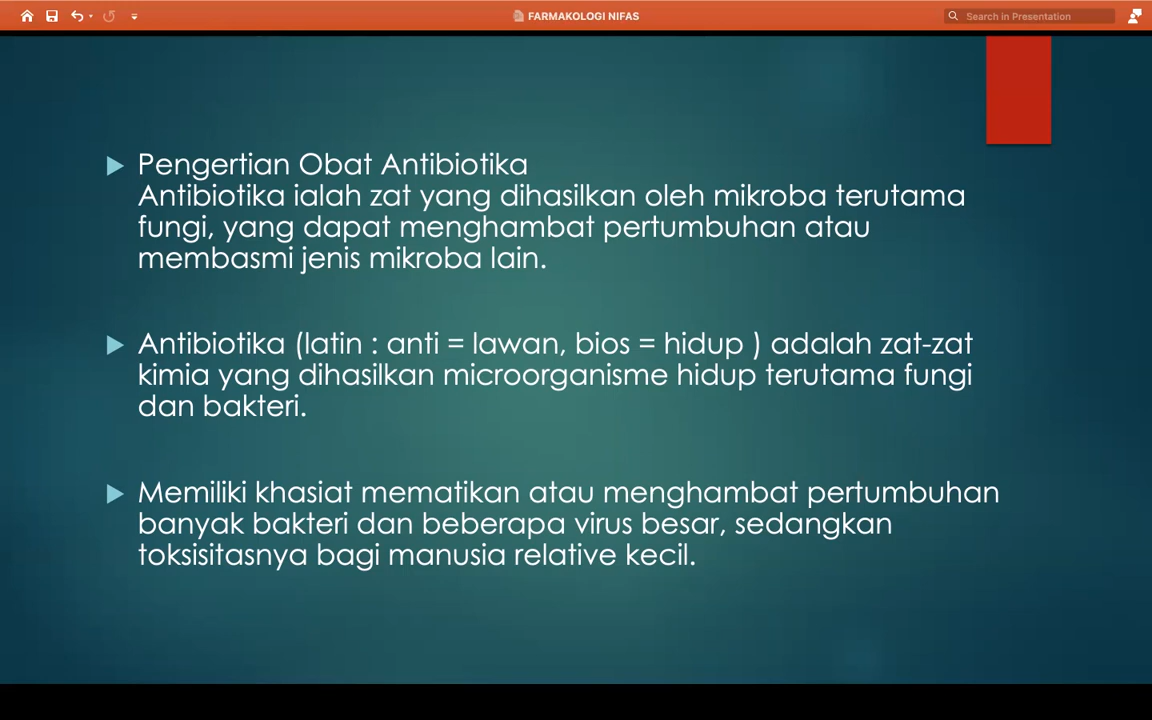 FARMAKOLOGI NIFAS
Search in Presentation
Pengertian Obat Antibiotika
Antibiotika ialah zat yang dihasilkan oleh mikroba terutama
fungi, yang dapat menghambat pertumbuhan atau
membasmi jenis mikroba lain.
Antibiotika (latin : anti = lawan, bios = hidup ) adalah zat-zat
kimia yang dihasilkan microorganisme hidup terutama fungi
dan bakteri.
Memiliki khasiat mematikan atau menghambat pertumbuhan
banyak bakteri dan beberapa virus besar, sedangkan
toksisitasnya bagi manusia relative kecil.